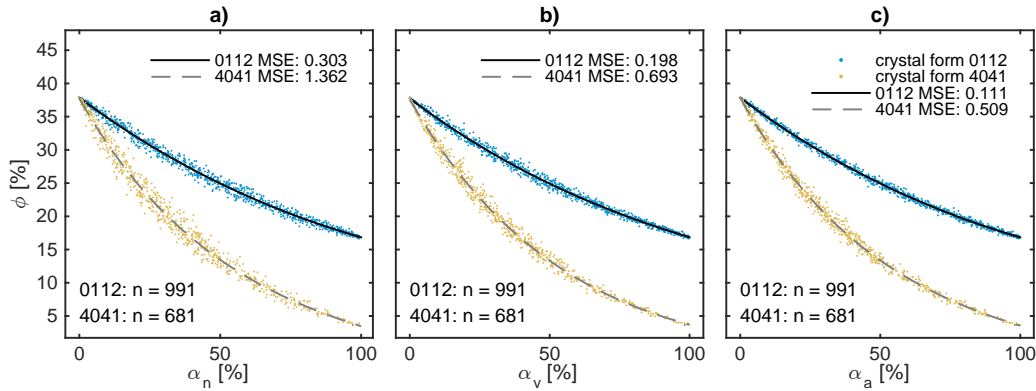 a)
b)
c)
45
40
35
30
25
20
15
10
5
ϕ [%]
0112 MSE: 0.303
4041 MSE: 1.362
0112: n = 991
4041: n = 681
0
50
100
α_n [%]
0112 MSE: 0.198
4041 MSE: 0.693
0112: n = 991
4041: n = 681
0
50
100
α_v [%]
crystal form 0112
crystal form 4041
0112 MSE: 0.111
4041 MSE: 0.509
0112: n = 991
4041: n = 681
0
50
100
α_a [%]